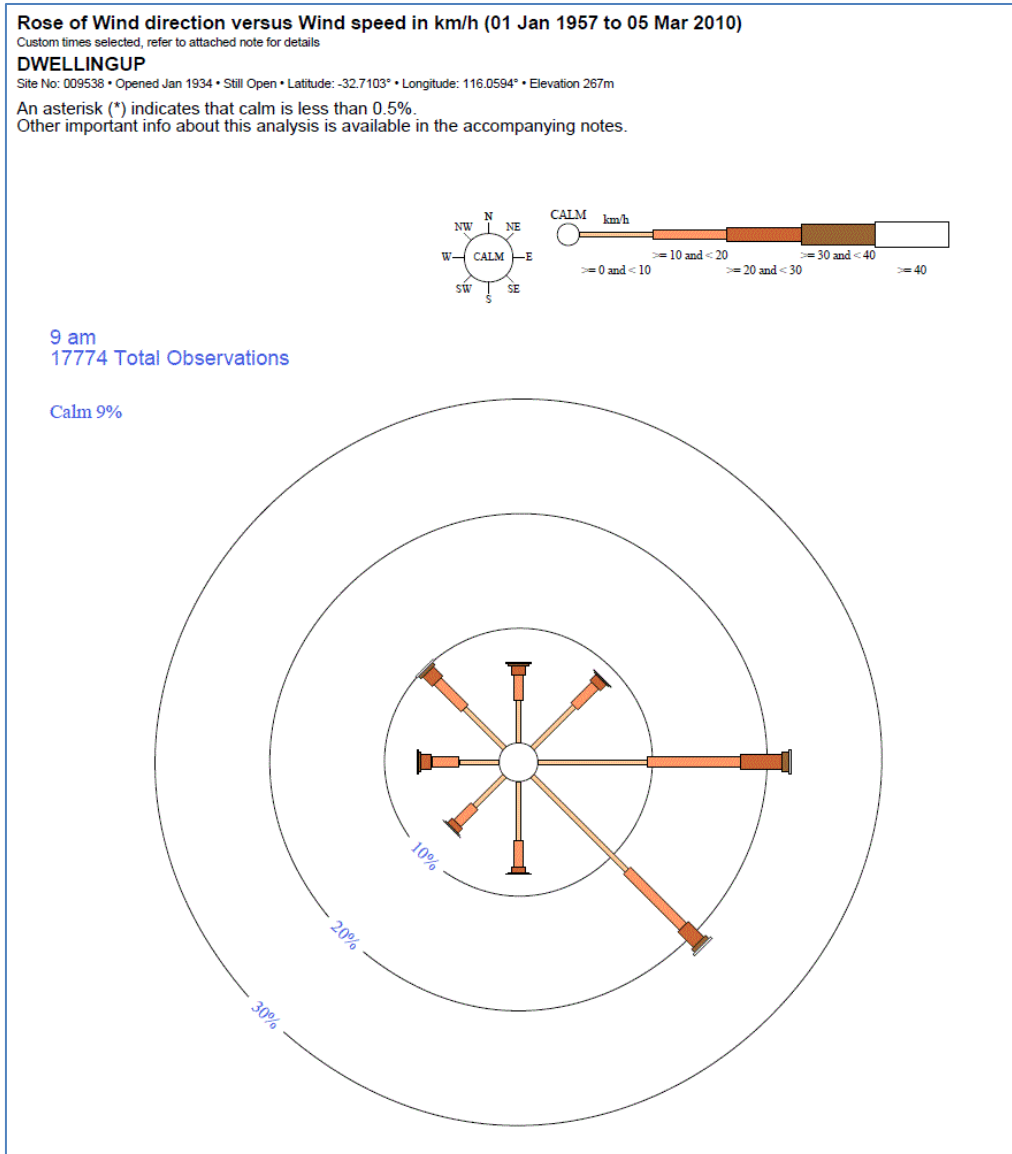 Rose of Wind direction versus Wind speed in km/h (01 Jan 1957 to 05 Mar 2010)
Custom times selected, refer to attached note for details
DWELLINGUP
Site No: 009538 • Opened Jan 1934 • Still Open • Latitude: -32.7103° • Longitude: 116.0594° • Elevation 267m
An asterisk (*) indicates that calm is less than 0.5%.
Other important info about this analysis is available in the accompanying notes.
N
NW NE
W CALM E
SW SE
S
CALM km/h
>= 10 and < 20 >= 30 and < 40
>= 0 and < 10 >= 20 and < 30 >= 40
9 am
17774 Total Observations
Calm 9%
10%
20%
30%